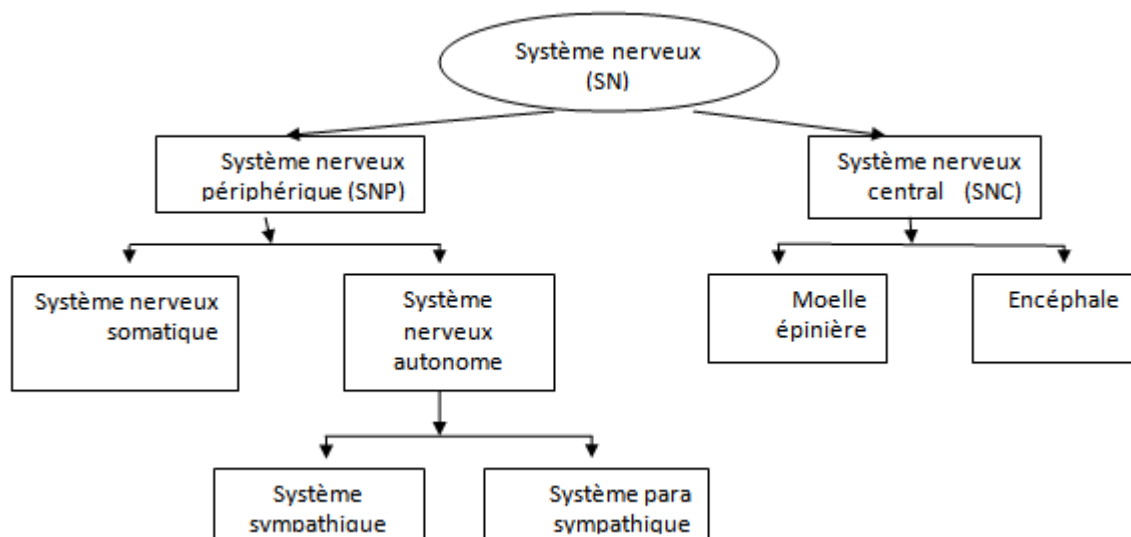 Système nerveux
(SN)
Système nerveux
périphérique (SNP)
Système nerveux
central (SNC)
Système nerveux
somatique
Système
nerveux
autonome
Moelle
épinière
Encéphale
Système
sympathique
Système para
sympathique